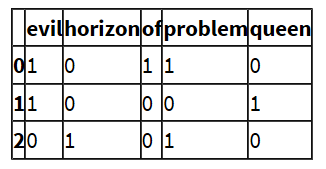 evil horizon of problem queen
0 1 0 1 1 0
1 1 0 0 0 1
2 0 1 0 1 0